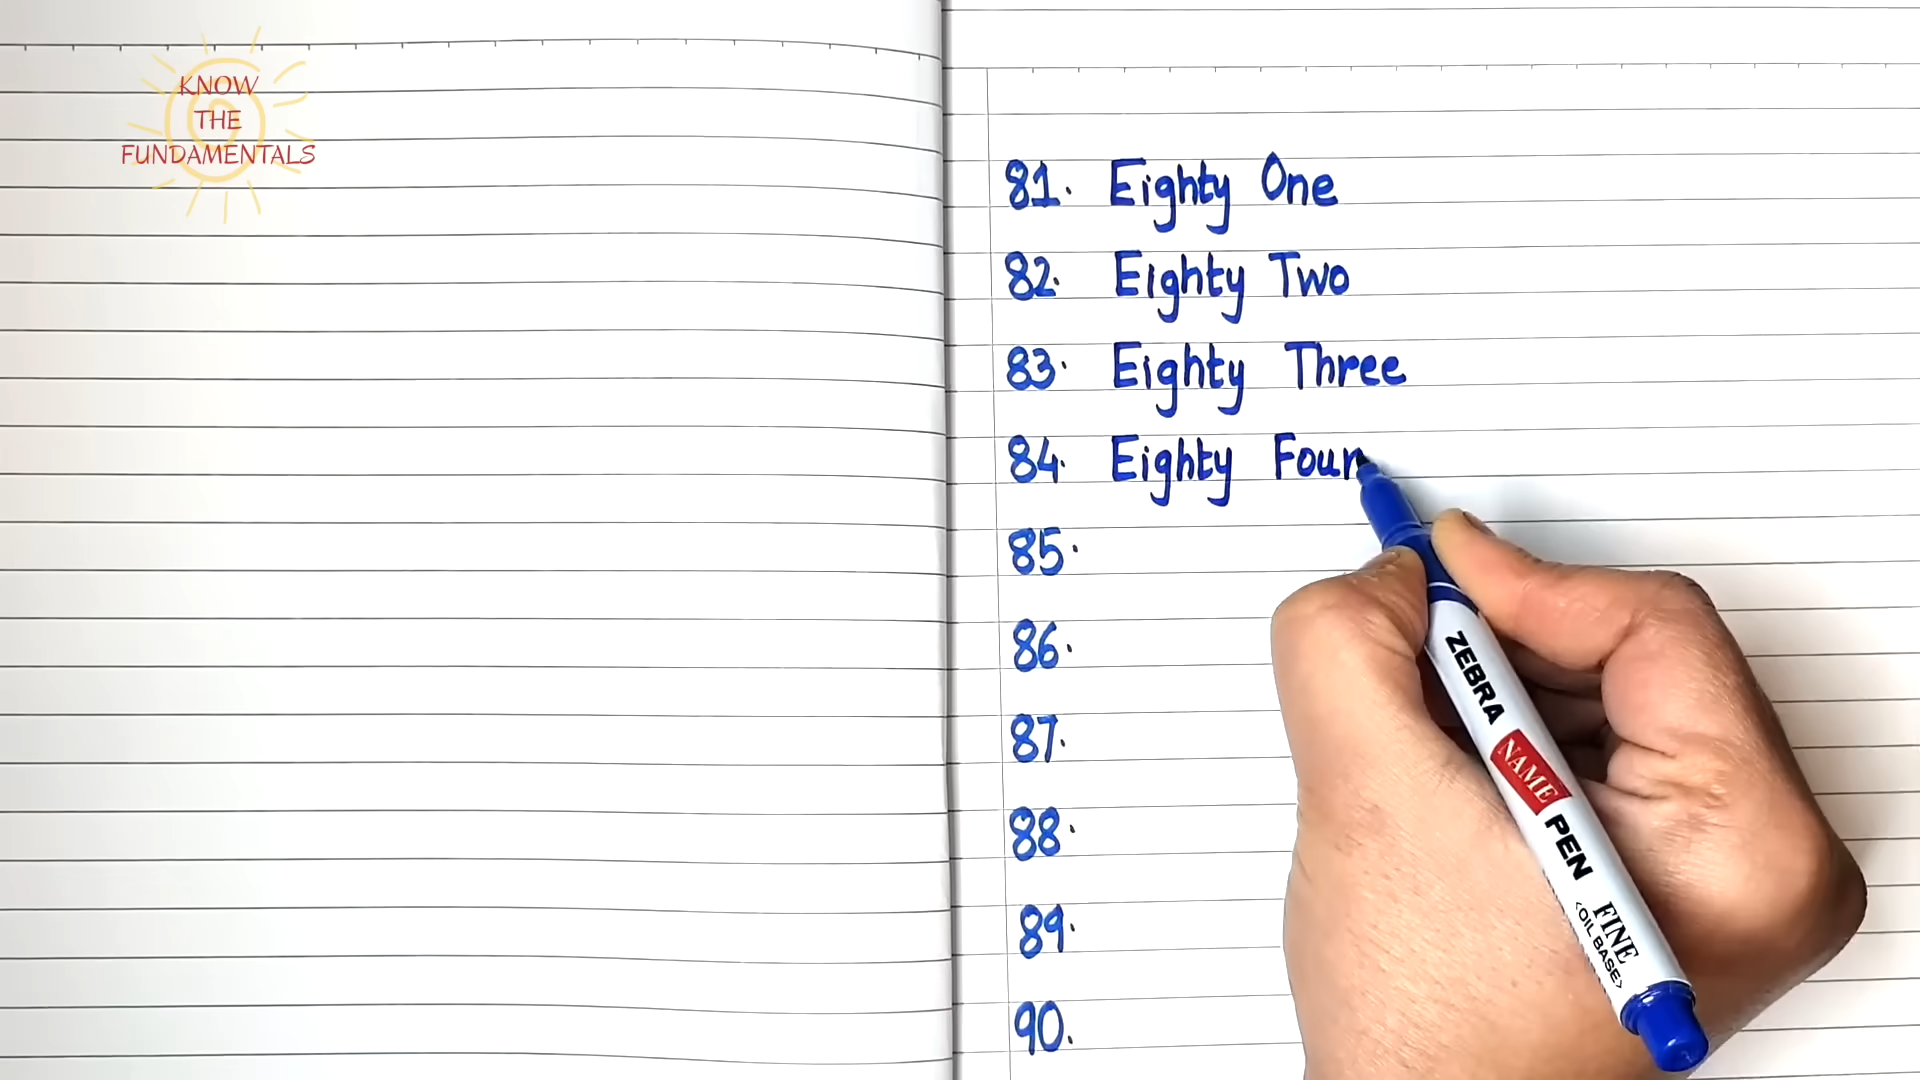 KNOW
THE
FUNDAMENTALS
81. Eighty One
82. Eighty Two
83. Eighty Three
84. Eighty Four
85.
86.
87.
88.
89.
90.
ZEBRA NAME PEN FINE
<OIL BASE>